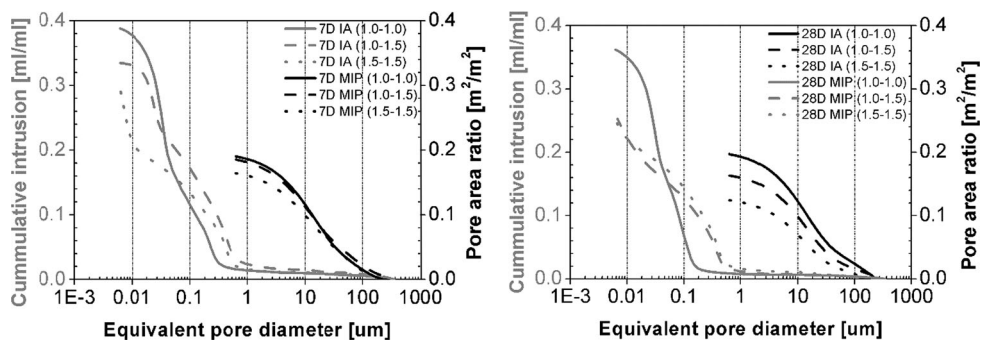 0.4
0.3
0.2
0.1
0.0
Cummulative intrusion [ml/ml]
7D IA (1.0-1.0)
7D IA (1.0-1.5)
7D IA (1.5-1.5)
7D MIP (1.0-1.0)
7D MIP (1.0-1.5)
7D MIP (1.5-1.5)
0.4
0.3
0.2
0.1
0.0
Pore area ratio [m²/m²]
1E-3 0.01 0.1 1 10 100 1000
Equivalent pore diameter [um]
0.4
0.3
0.2
0.1
0.0
Cummulative intrusion [ml/ml]
28D IA (1.0-1.0)
28D IA (1.0-1.5)
28D IA (1.5-1.5)
28D MIP (1.0-1.0)
28D MIP (1.0-1.5)
28D MIP (1.5-1.5)
0.4
0.3
0.2
0.1
0.0
Pore area ratio [m²/m²]
1E-3 0.01 0.1 1 10 100 1000
Equivalent pore diameter [um]